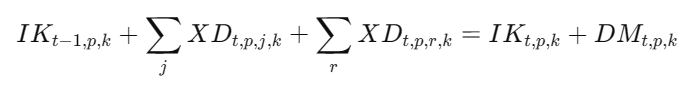 $IK_{t-1,p,k} + \sum_{j} XD_{t,p,j,k} + \sum_{r} XD_{t,p,r,k} = IK_{t,p,k} + DM_{t,p,k}$